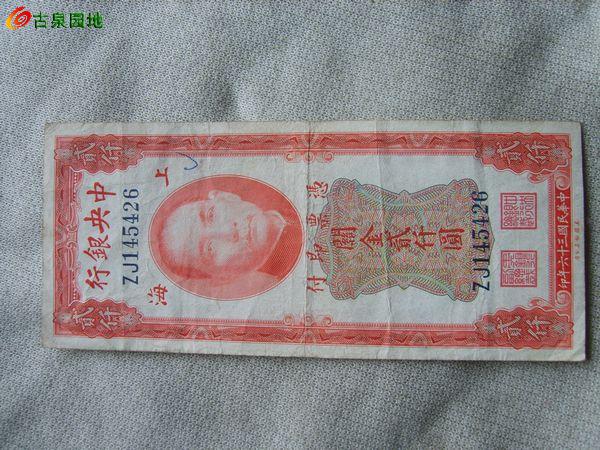 古泉园地
貳仟
貳仟
中央銀行
ZJ145426
上海
憑票即付
關金貳仟圓
ZJ145426
中華民國三十六年印
貳仟
貳仟